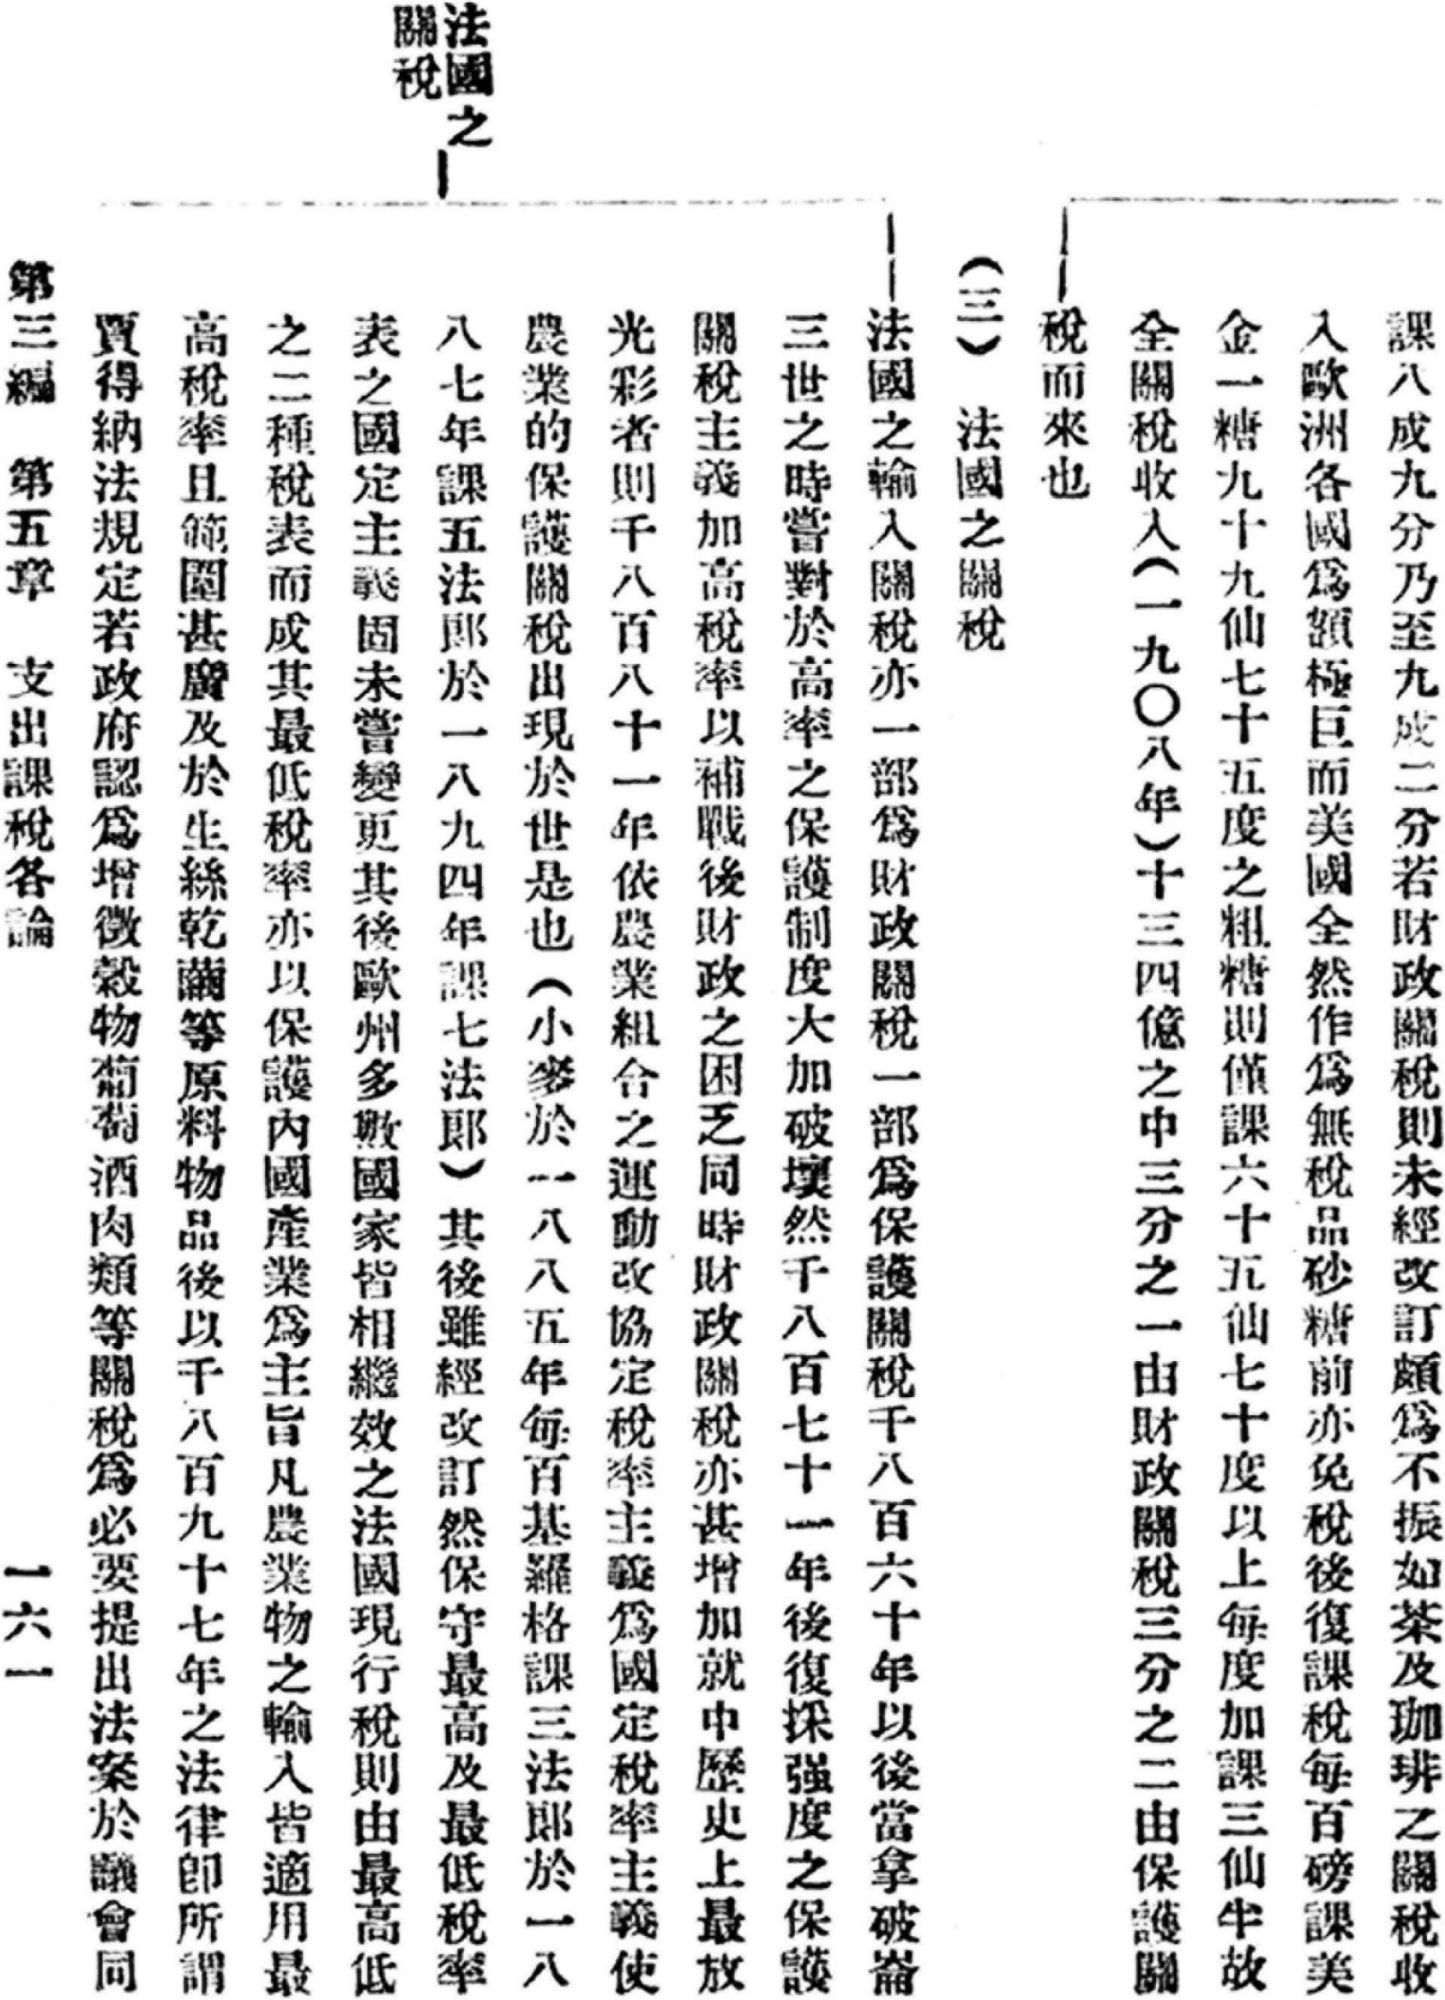 課八成九分乃至九成二分若財政關稅則未經改訂頗爲不振如茶及珈琲之關稅收
入歐洲各國爲額極巨而美國全然作爲無稅品砂糖前亦免稅後復課稅每百磅課美
金一糖九十九仙七十五度之粗糖則僅課六十五仙七十度以上每度加課三仙半故
全關稅收入(一九〇八年)十三四億之中三分之一由財政關稅三分之二由保護關
稅而來也
(三) 法國之關稅
法國之
關稅
法國之輸入關稅亦一部爲財政關稅一部爲保護關稅千八百六十年以後當拿破崙
三世之時嘗對於高率之保護制度大加破壞然千八百七十一年後復採强度之保護
關稅主義加高稅率以補戰後財政之困乏同時財政關稅亦甚增加就中歷史上最放
光彩者則千八百八十一年依農業組合之運動改協定稅率主義爲國定稅率主義使
農業的保護關稅出現於世是也(小麥於一八八五年每百基羅格課三法郞於一八
八七年課五法郞於一八九四年課七法郞)其後雖經改訂然保守最高及最低稅率
表之國定主義固未嘗變更其後歐州多數國家皆相繼效之法國現行稅則由最高低
之二種稅表而成其最低稅率亦以保護內國產業爲主旨凡農業物之輸入皆適用最
高稅率且範圍甚廣及於生絲乾繭等原料物品後以千八百九十七年之法律卽所謂
賈得納法規定若政府認爲增徵穀物葡萄酒肉類等關稅爲必要提出法案於議會同
第三編 第五章 支出課稅各論 一六一